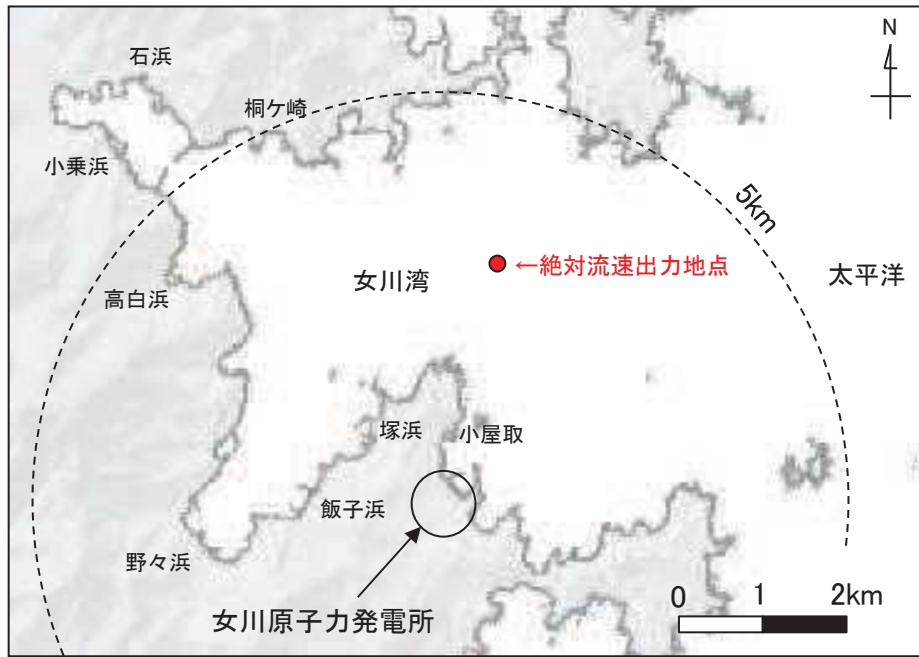 石浜
N
桐ケ崎
小乗浜
5km
←絶対流速出力地点
女川湾
太平洋
高白浜
塚浜
小屋取
飯子浜
野々浜
女川原子力発電所
0 1 2km